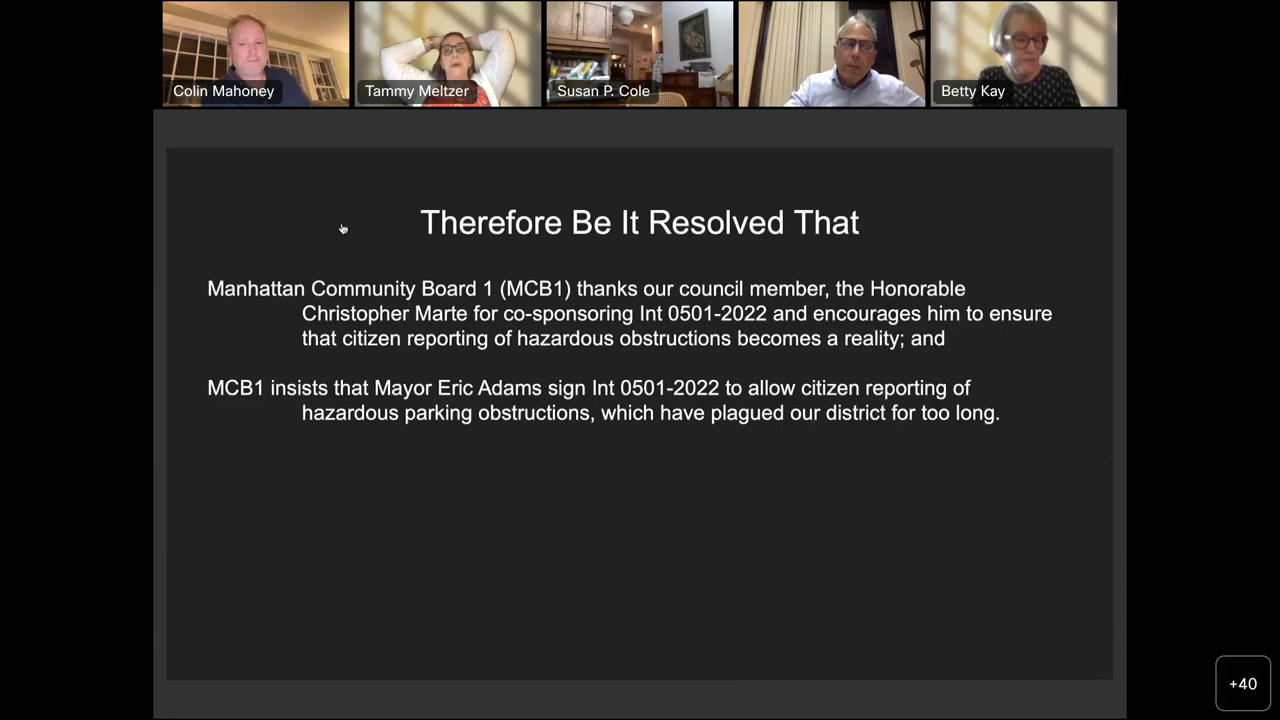 Colin Mahoney
Tammy Meltzer
Susan P. Cole
Betty Kay
Therefore Be It Resolved That
Manhattan Community Board 1 (MCB1) thanks our council member, the Honorable
Christopher Marte for co-sponsoring Int 0501-2022 and encourages him to ensure
that citizen reporting of hazardous obstructions becomes a reality; and
MCB1 insists that Mayor Eric Adams sign Int 0501-2022 to allow citizen reporting of
hazardous parking obstructions, which have plagued our district for too long.
+40